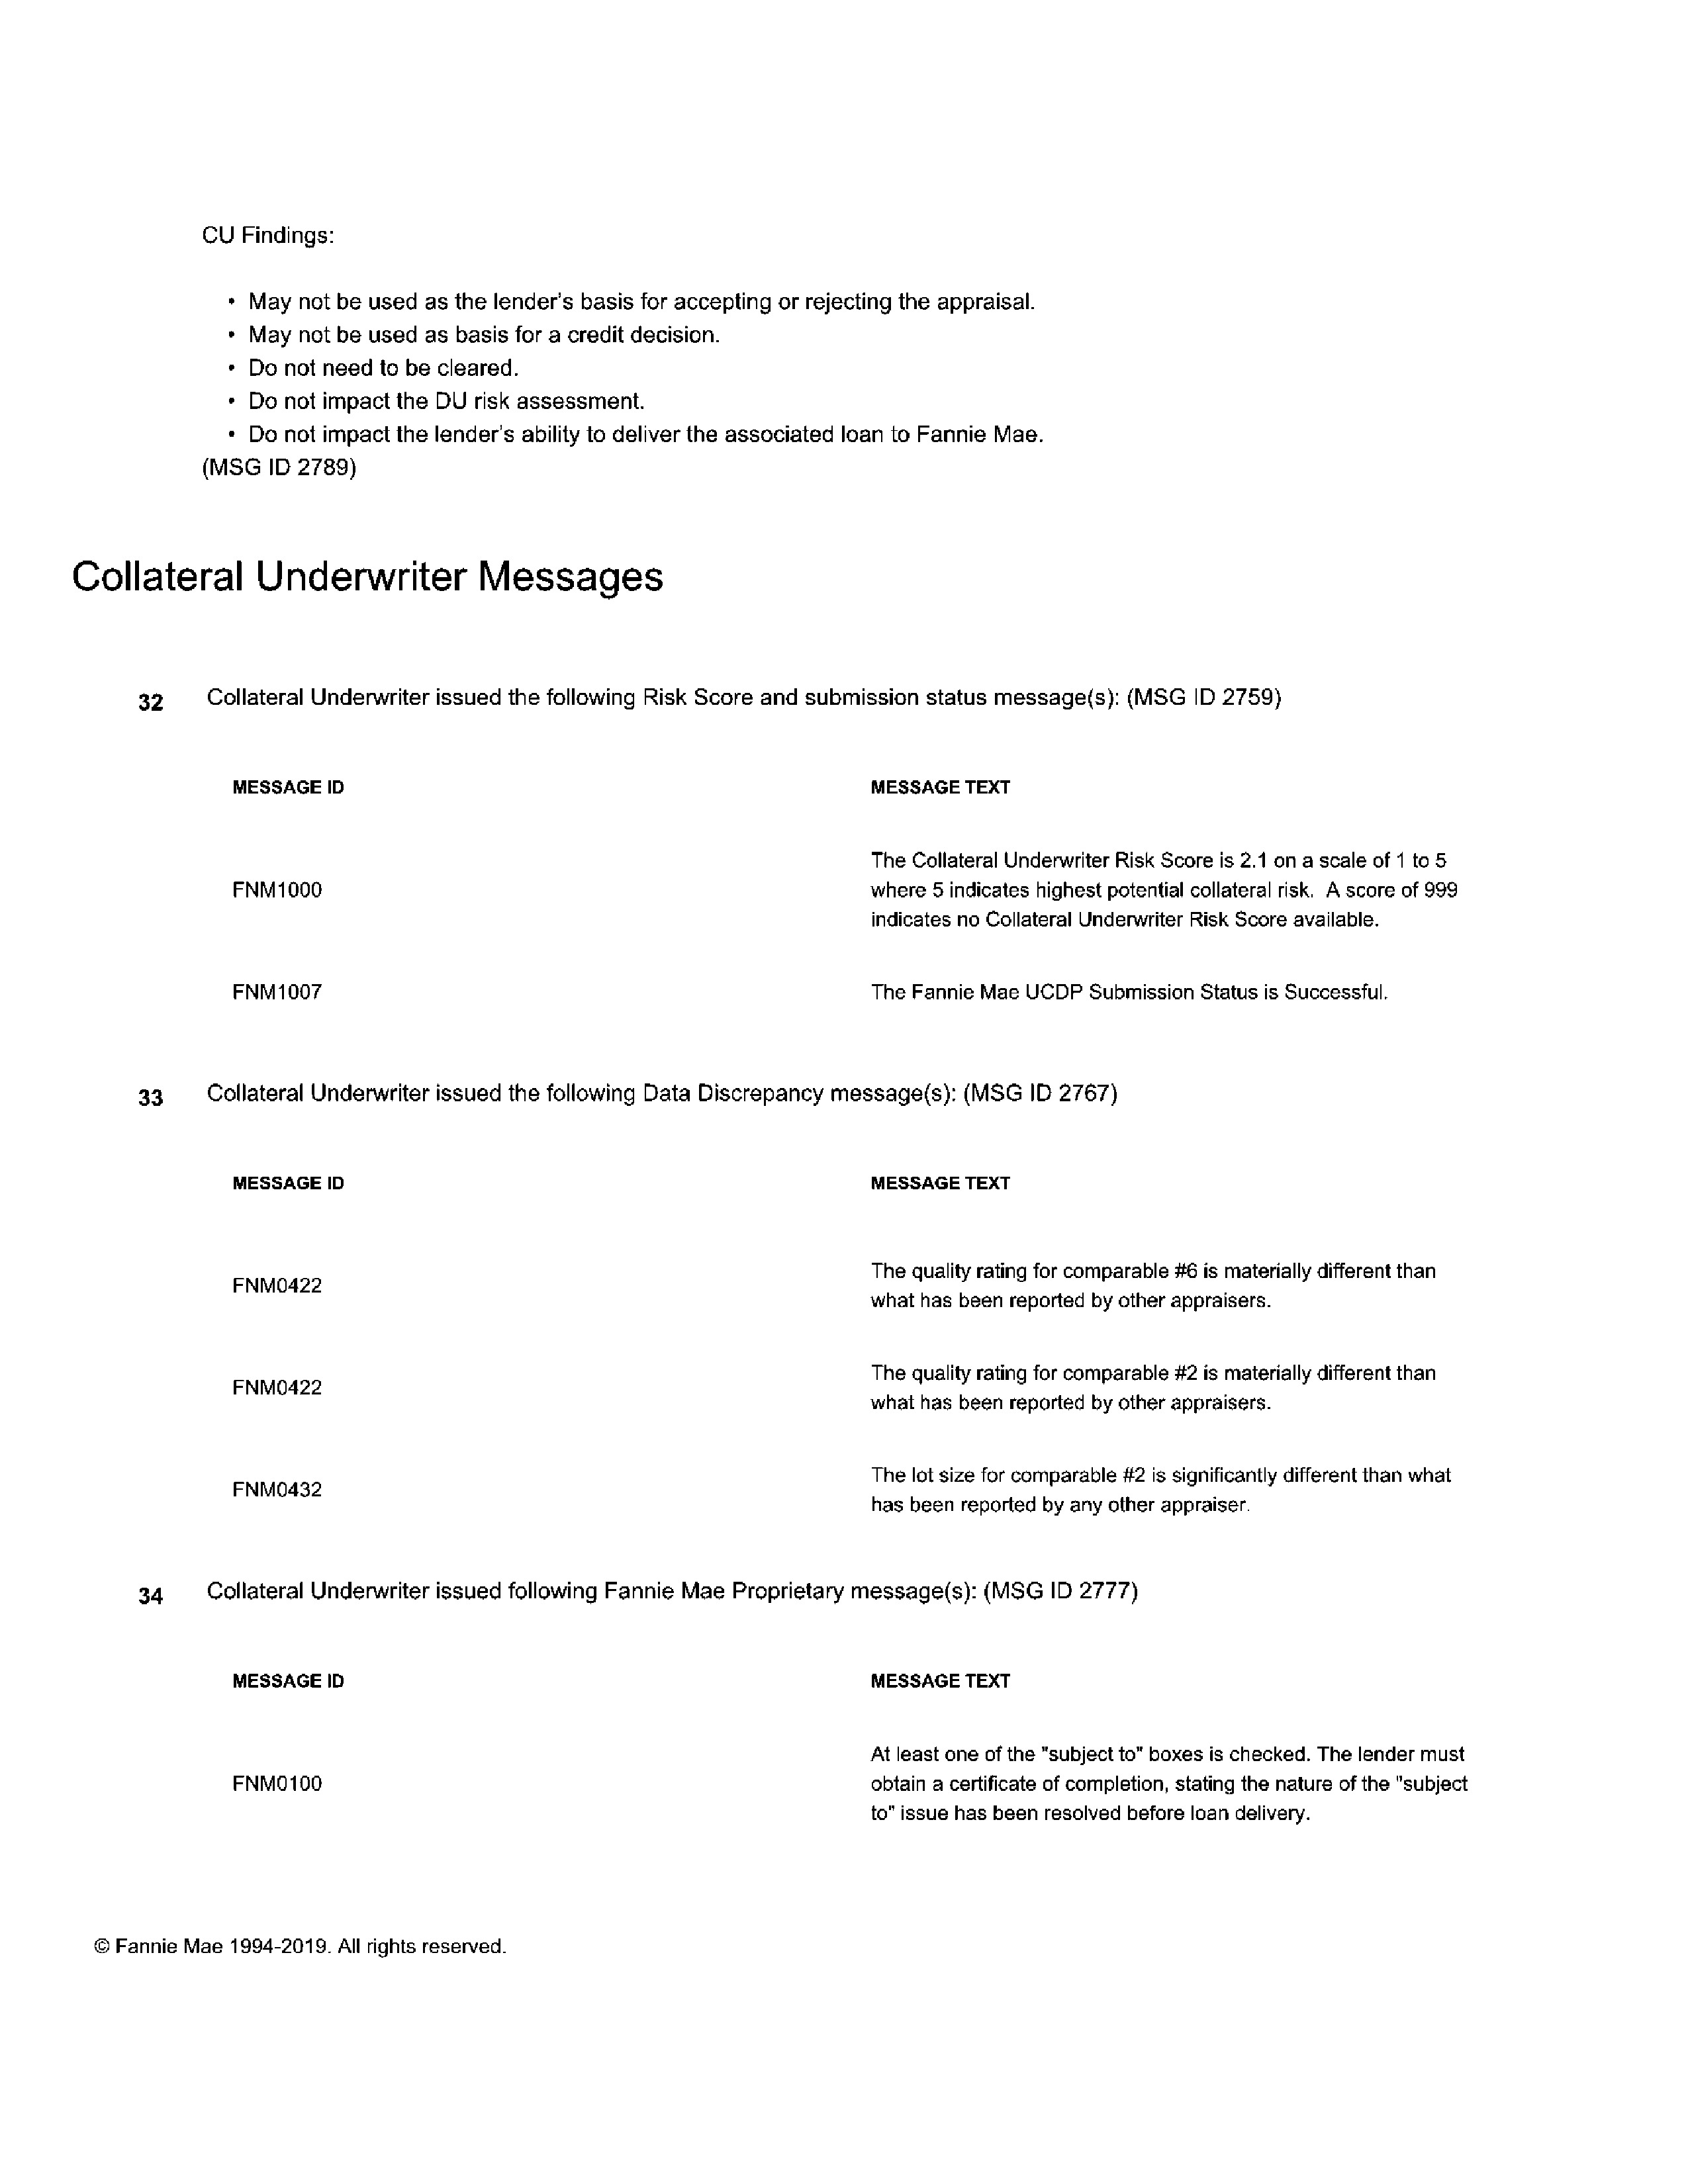 CU Findings:
• May not be used as the lender's basis for accepting or rejecting the appraisal.
• May not be used as basis for a credit decision.
• Do not need to be cleared.
• Do not impact the DU risk assessment.
• Do not impact the lender's ability to deliver the associated loan to Fannie Mae.
(MSG ID 2789)
Collateral Underwriter Messages
32 Collateral Underwriter issued the following Risk Score and submission status message(s): (MSG ID 2759)
MESSAGE ID MESSAGE TEXT
The Collateral Underwriter Risk Score is 2.1 on a scale of 1 to 5
FNM1000 where 5 indicates highest potential collateral risk. A score of 999
indicates no Collateral Underwriter Risk Score available.
FNM1007 The Fannie Mae UCDP Submission Status is Successful.
33 Collateral Underwriter issued the following Data Discrepancy message(s): (MSG ID 2767)
MESSAGE ID MESSAGE TEXT
FNM0422 The quality rating for comparable #6 is materially different than
what has been reported by other appraisers.
FNM0422 The quality rating for comparable #2 is materially different than
what has been reported by other appraisers.
FNM0432 The lot size for comparable #2 is significantly different than what
has been reported by any other appraiser.
34 Collateral Underwriter issued following Fannie Mae Proprietary message(s): (MSG ID 2777)
MESSAGE ID MESSAGE TEXT
At least one of the "subject to" boxes is checked. The lender must
FNM0100 obtain a certificate of completion, stating the nature of the "subject
to" issue has been resolved before loan delivery.
© Fannie Mae 1994-2019. All rights reserved.